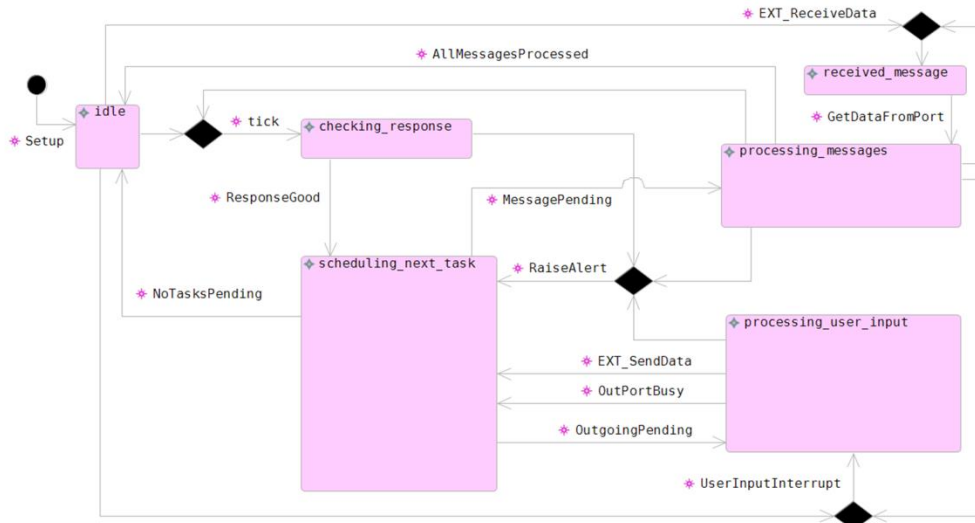 EXT_ReceiveData
AllMessagesProcessed
received_message
idle
tick
checking_response
GetDataFromPort
Setup
processing_messages
ResponseGood
MessagePending
scheduling_next_task
RaiseAlert
NoTasksPending
processing_user_input
EXT_SendData
OutPortBusy
OutgoingPending
UserInputInterrupt